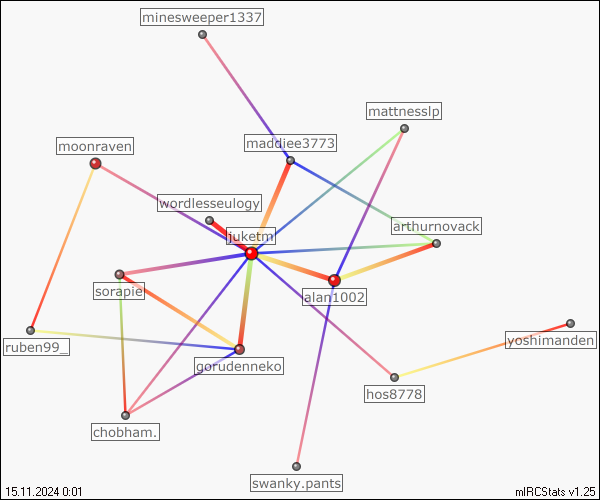 minesweeper1337
mattnesslp
maddiee3773
moonraven
wordlesseulogy
arthurnovack
juketm
sorapie
alan1002
yoshimanden
ruben99_
gorudenneko
hos8778
chobham.
swanky.pants
15.11.2024 0:01
mIRCStats v1.25